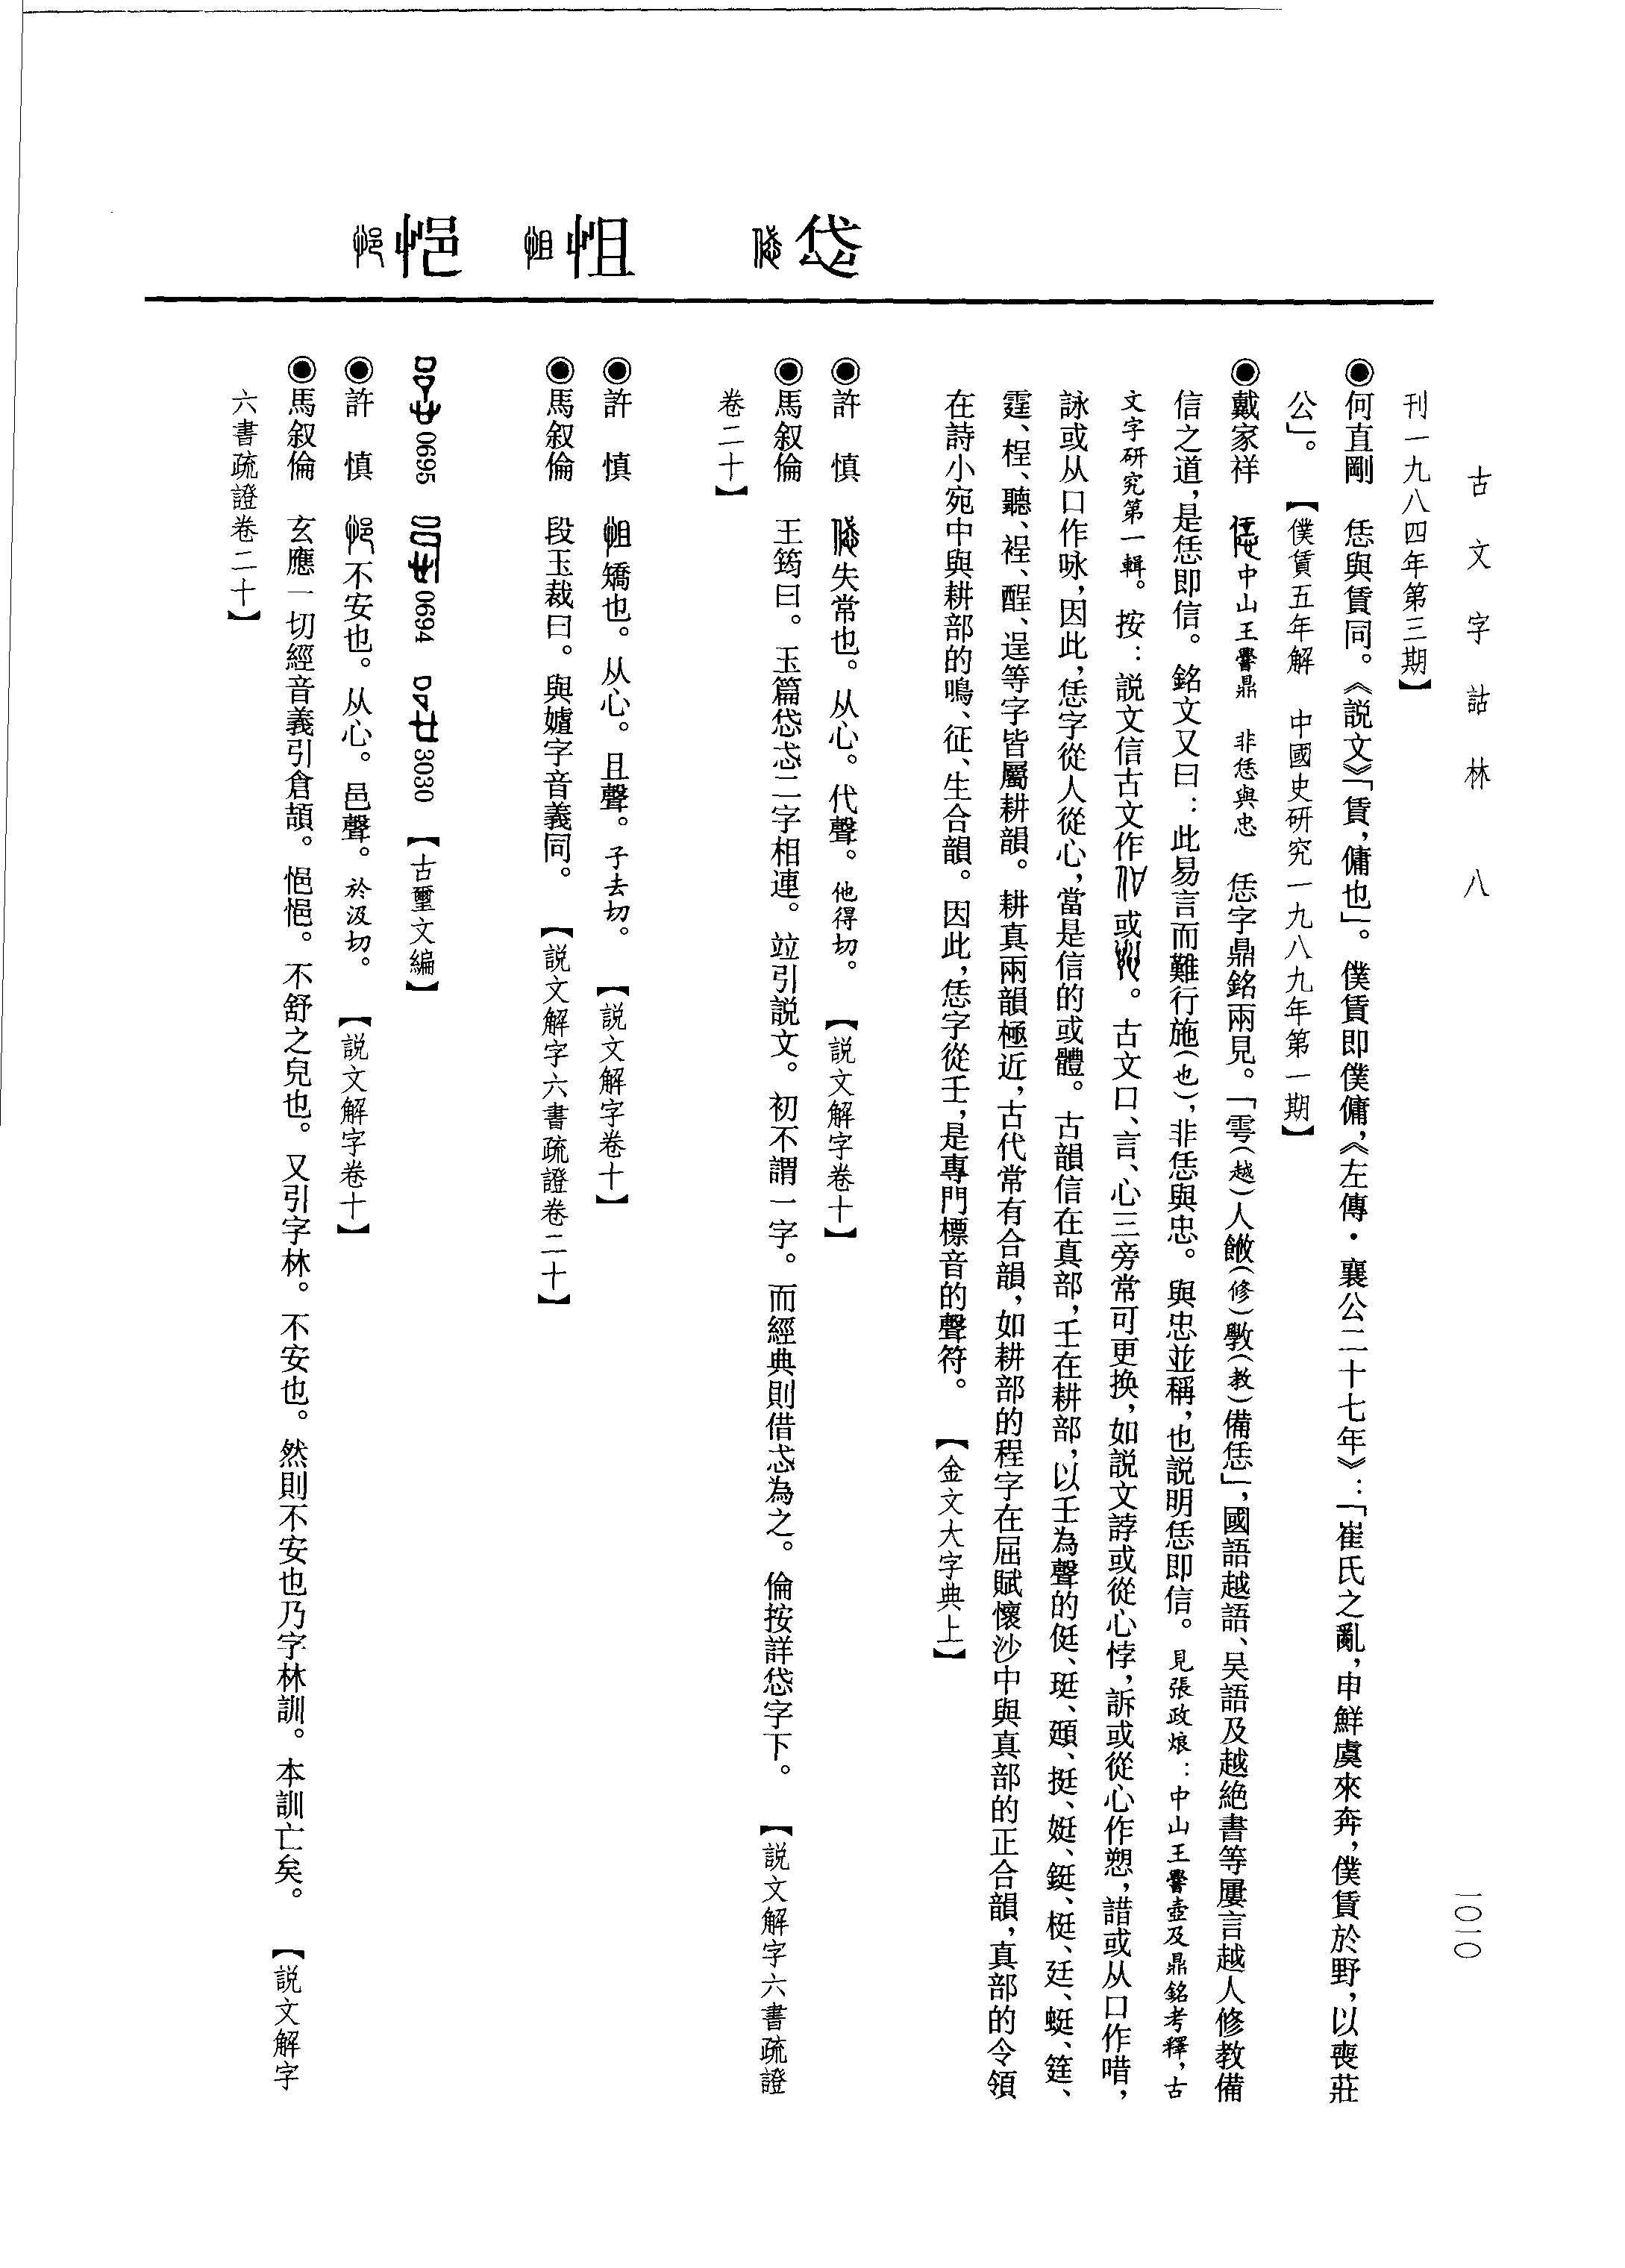 古文字詁林 八
一〇一〇
㤥
怚
悒
刊一九八四年第三期】
◉何直剛 恁與賃同。《説文》「賃，傭也」。僕賃即僕傭，《左傳·襄公二十七年》：「崔氏之亂，申鮮虞來奔，僕賃於野，以喪莊
公」。 【僕賃五年解 中國史研究一九八九年第一期】
◉戴家祥 中山王鼎 非恁與忠 恁字鼎銘兩見。「雩（越）人（修）斆（教）備恁」，國語越語、吴語及越絶書等屢言越人修教備
信之道，是恁即信。銘文又曰：此易言而難行施（也），非恁與忠。與忠並稱，也説明恁即信。見張政烺：中山王壺及鼎銘考釋，古
文字研究第一輯。按：説文信古文作或。古文口、言、心三旁常可更换，如説文誖或從心悖，訴或從心作愬，諎或从口作唶，
詠或从口作咏，因此，恁字從人從心，當是信的或體。古韻信在真部，𡈼在耕部，以𡈼為聲的侹、珽、頲、挺、娗、鋌、梃、廷、蜓、筳、
霆、桯、聽、裎、酲、逞等字皆屬耕韻。耕真兩韻極近，古代常有合韻，如耕部的程字在屈賦懷沙中與真部的正合韻，真部的令領
在詩小宛中與耕部的鳴、征、生合韻。因此，恁字從𡈼，是專門標音的聲符。 【金文大字典上】
◉許 慎 失常也。从心。代聲。他得切。 【説文解字卷十】
◉馬叙倫 王筠曰。玉篇㤥忒二字相連。竝引説文。初不謂一字。而經典則借忒為之。倫按詳㤥字下。 【説文解字六書疏證
卷二十】
◉許 慎 驕也。从心。且聲。子去切。 【説文解字卷十】
◉馬叙倫 段玉裁曰。與嫭字音義同。 【説文解字六書疏證卷二十】
0695 0694 3030 【古璽文編】
◉許 慎 不安也。从心。邑聲。於汲切。 【説文解字卷十】
◉馬叙倫 玄應一切經音義引倉頡。悒悒。不舒之皃也。又引字林。不安也。然則不安也乃字林訓。本訓亡矣。 【説文解字
六書疏證卷二十】